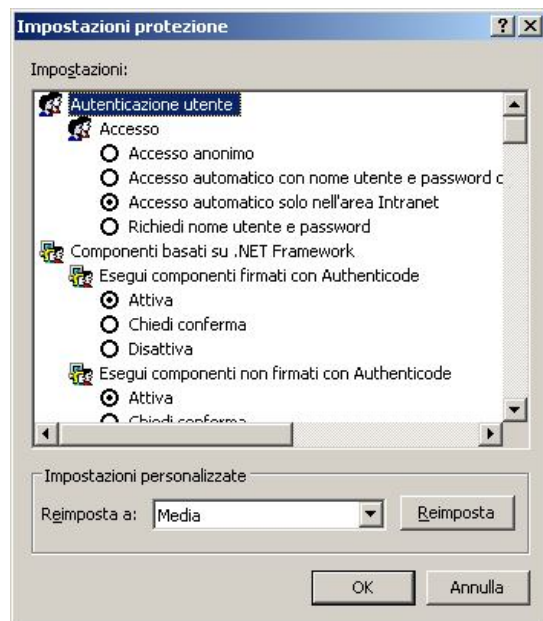 Impostazioni protezione
Impostazioni:
Autenticazione utente
Accesso
Accesso anonimo
Accesso automatico con nome utente e password c
Accesso automatico solo nell'area Intranet
Richiedi nome utente e password
Componenti basati su .NET Framework
Esegui componenti firmati con Authenticode
Attiva
Chiedi conferma
Disattiva
Esegui componenti non firmati con Authenticode
Attiva
Chiedi conferma
Impostazioni personalizzate
Reimposta a: Media Reimposta
OK Annulla